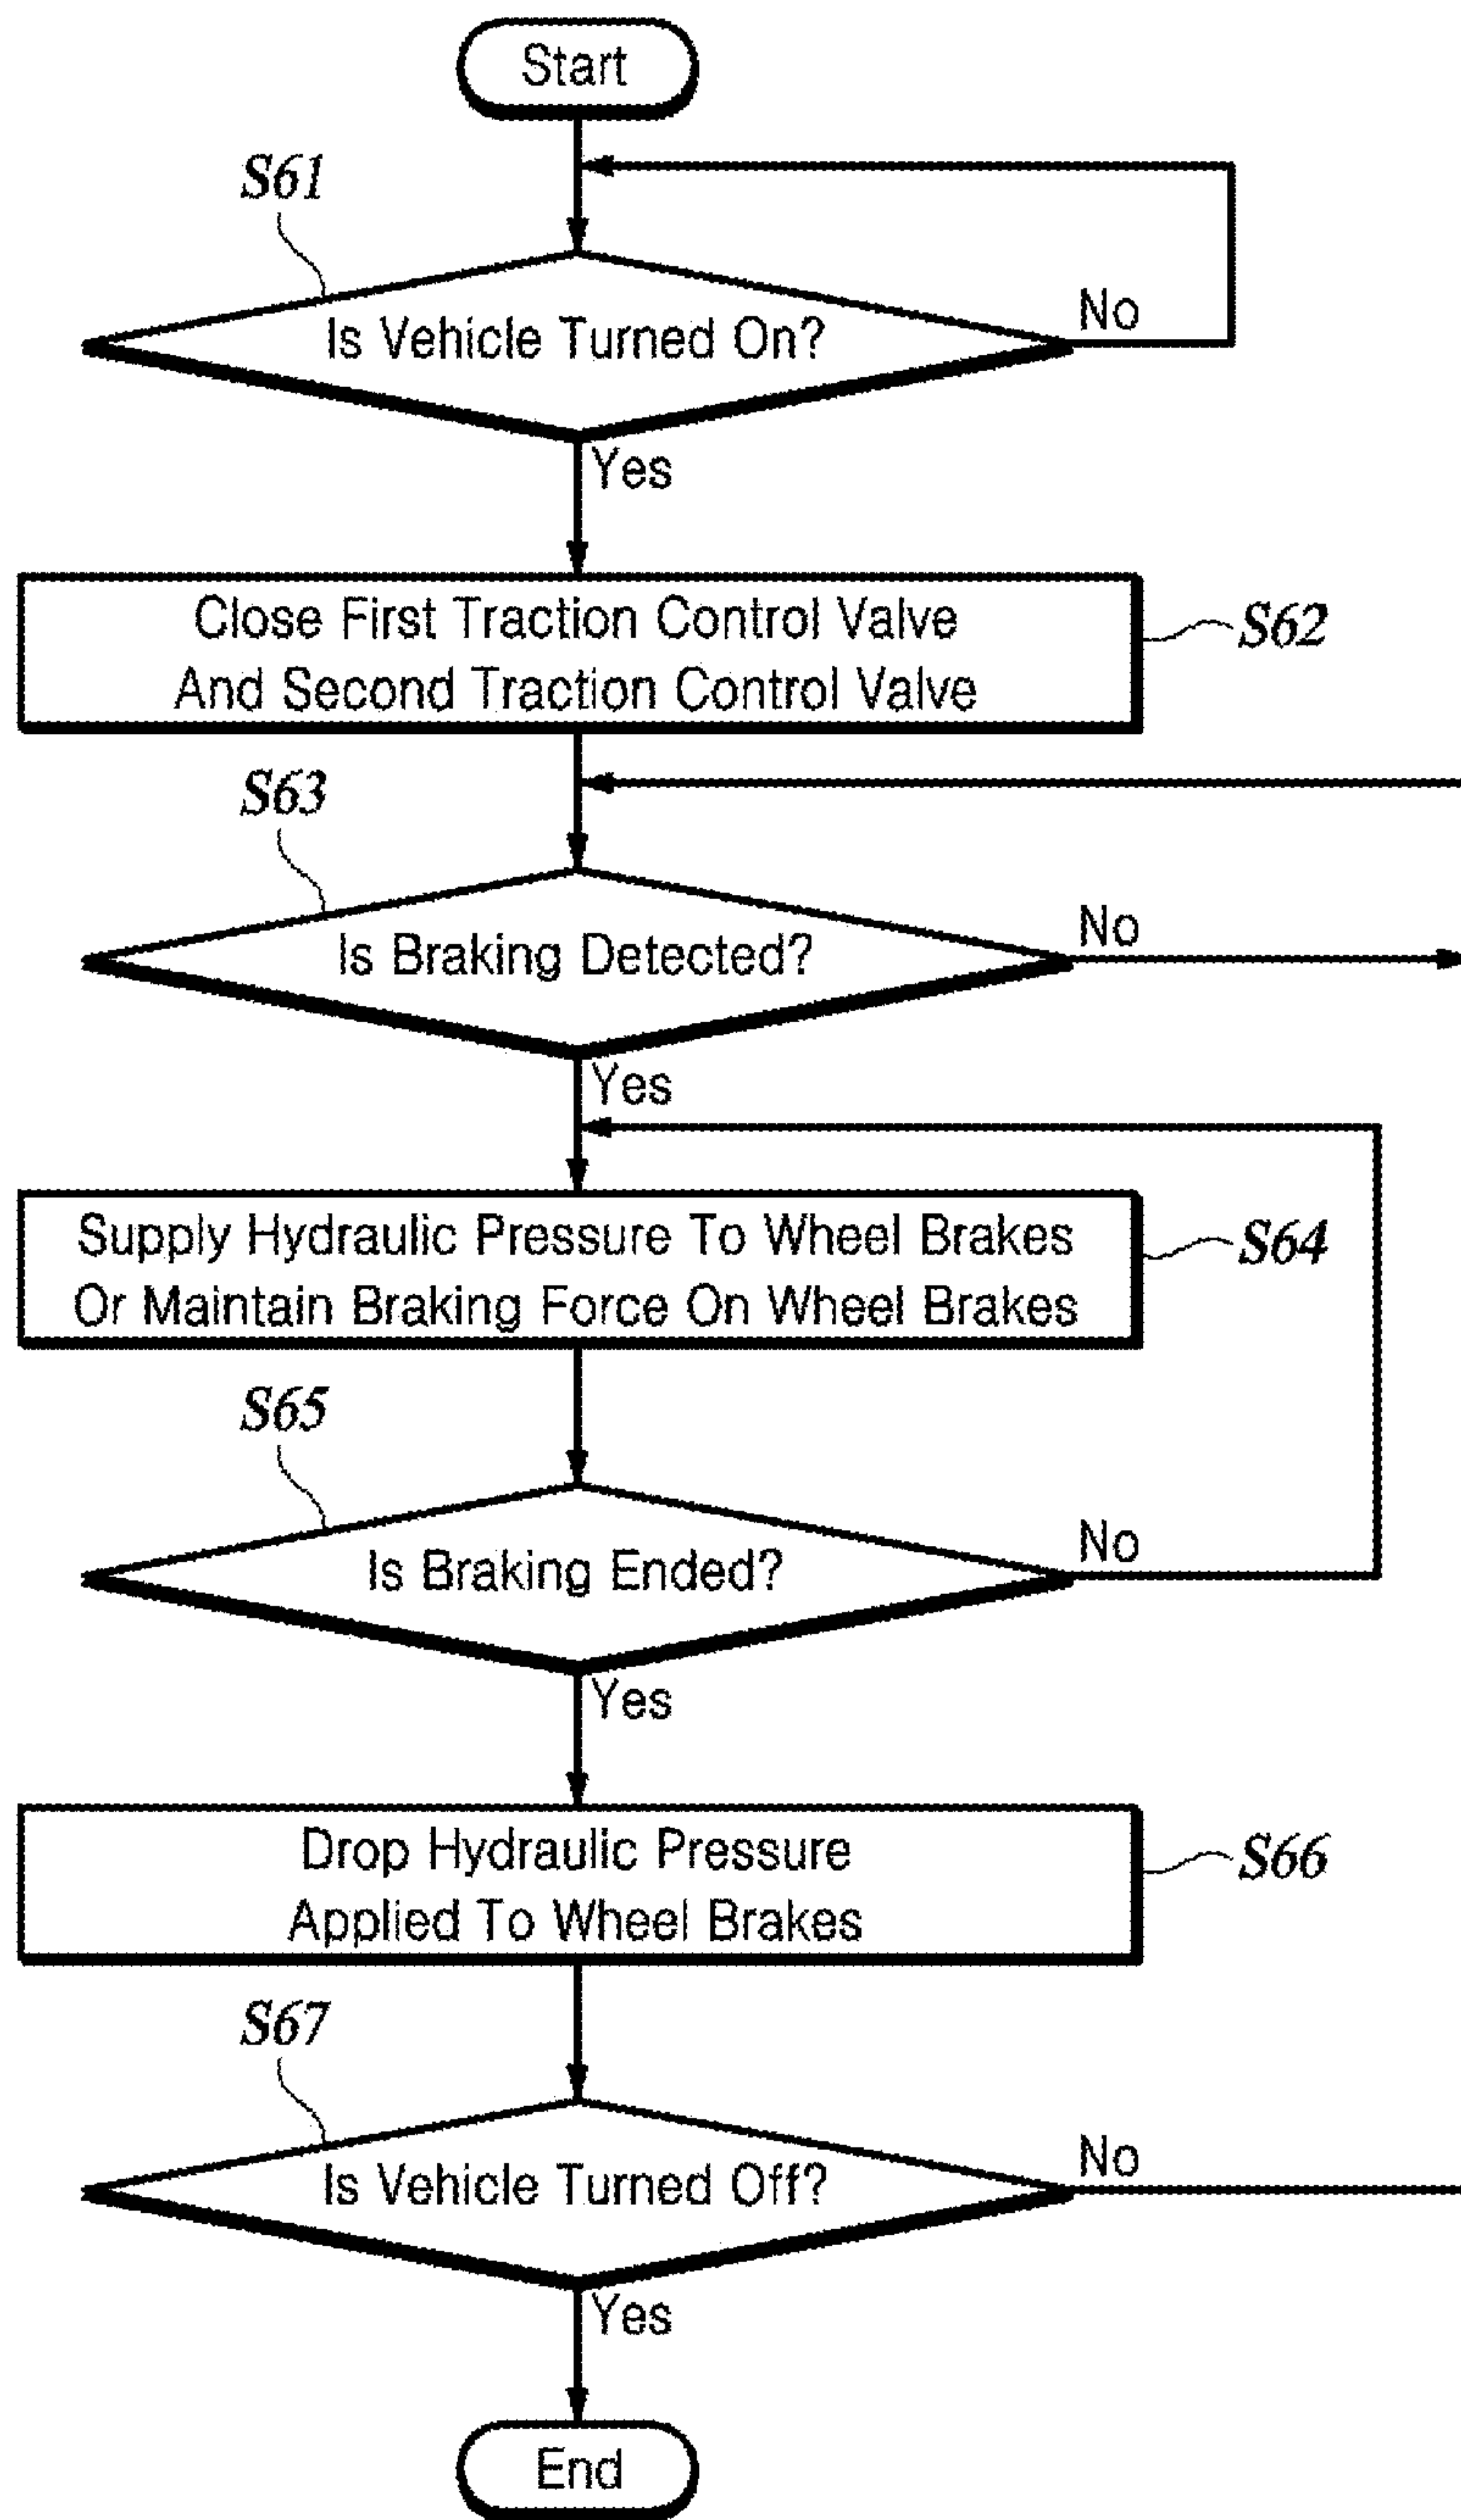 Start
S61
Is Vehicle Turned On?
No
Yes
Close First Traction Control Valve
And Second Traction Control Valve
S62
S63
Is Braking Detected?
No
Yes
Supply Hydraulic Pressure To Wheel Brakes
Or Maintain Braking Force On Wheel Brakes
S64
S65
Is Braking Ended?
No
Yes
Drop Hydraulic Pressure
Applied To Wheel Brakes
S66
S67
Is Vehicle Turned Off?
No
Yes
End